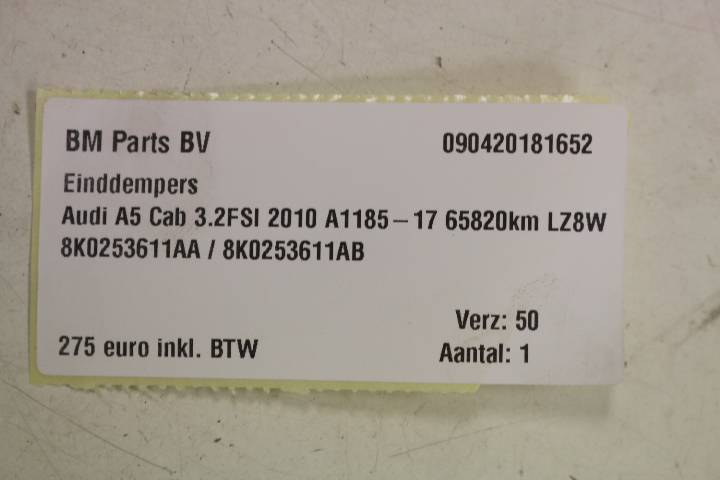 BM Parts BV 090420181652
Einddempers
Audi A5 Cab 3.2FSI 2010 A1185-17 65820km LZ8W
8K0253611AA / 8K0253611AB
Verz: 50
275 euro inkl. BTW Aantal: 1